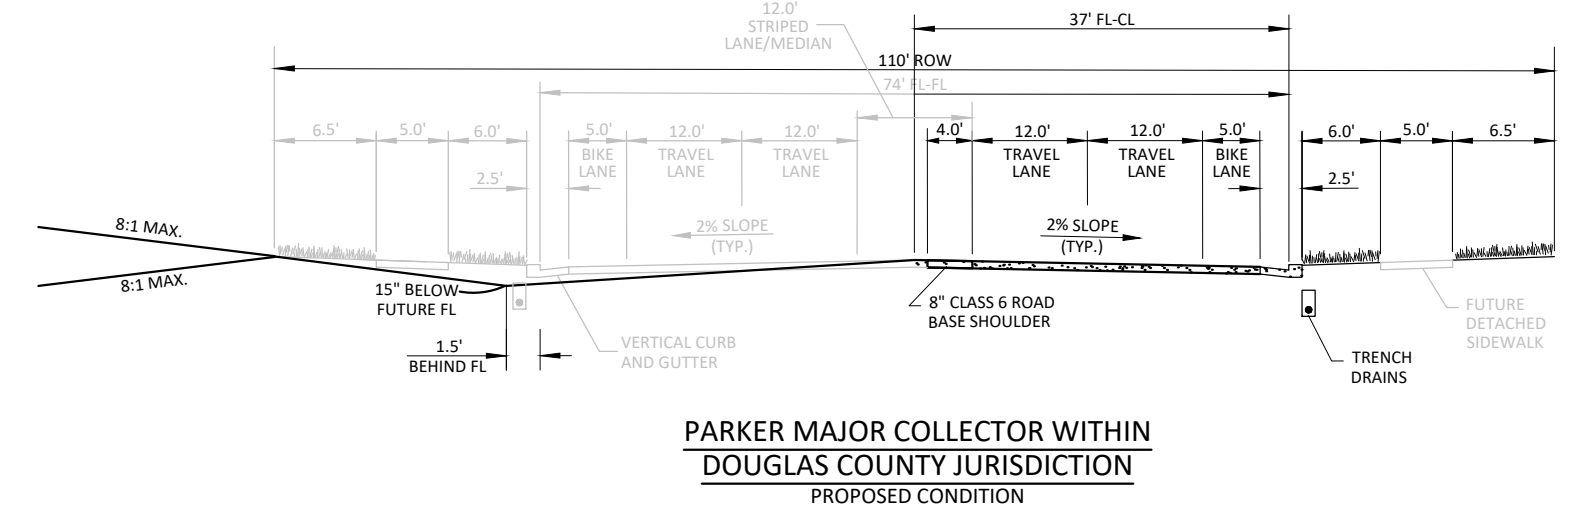 12.0'
STRIPED
LANE/MEDIAN
37' FL-CL
110' ROW
74' FL-FL
6.5'
5.0'
6.0'
5.0'
BIKE
LANE
12.0'
TRAVEL
LANE
12.0'
TRAVEL
LANE
4.0'
12.0'
TRAVEL
LANE
12.0'
TRAVEL
LANE
5.0'
BIKE
LANE
6.0'
5.0'
6.5'
2.5'
2.5'
8:1 MAX.
8:1 MAX.
2% SLOPE
(TYP.)
2% SLOPE
(TYP.)
15" BELOW
FUTURE FL
1.5'
BEHIND FL
VERTICAL CURB
AND GUTTER
8" CLASS 6 ROAD
BASE SHOULDER
FUTURE
DETACHED
SIDEWALK
TRENCH
DRAINS
PARKER MAJOR COLLECTOR WITHIN
DOUGLAS COUNTY JURISDICTION
PROPOSED CONDITION